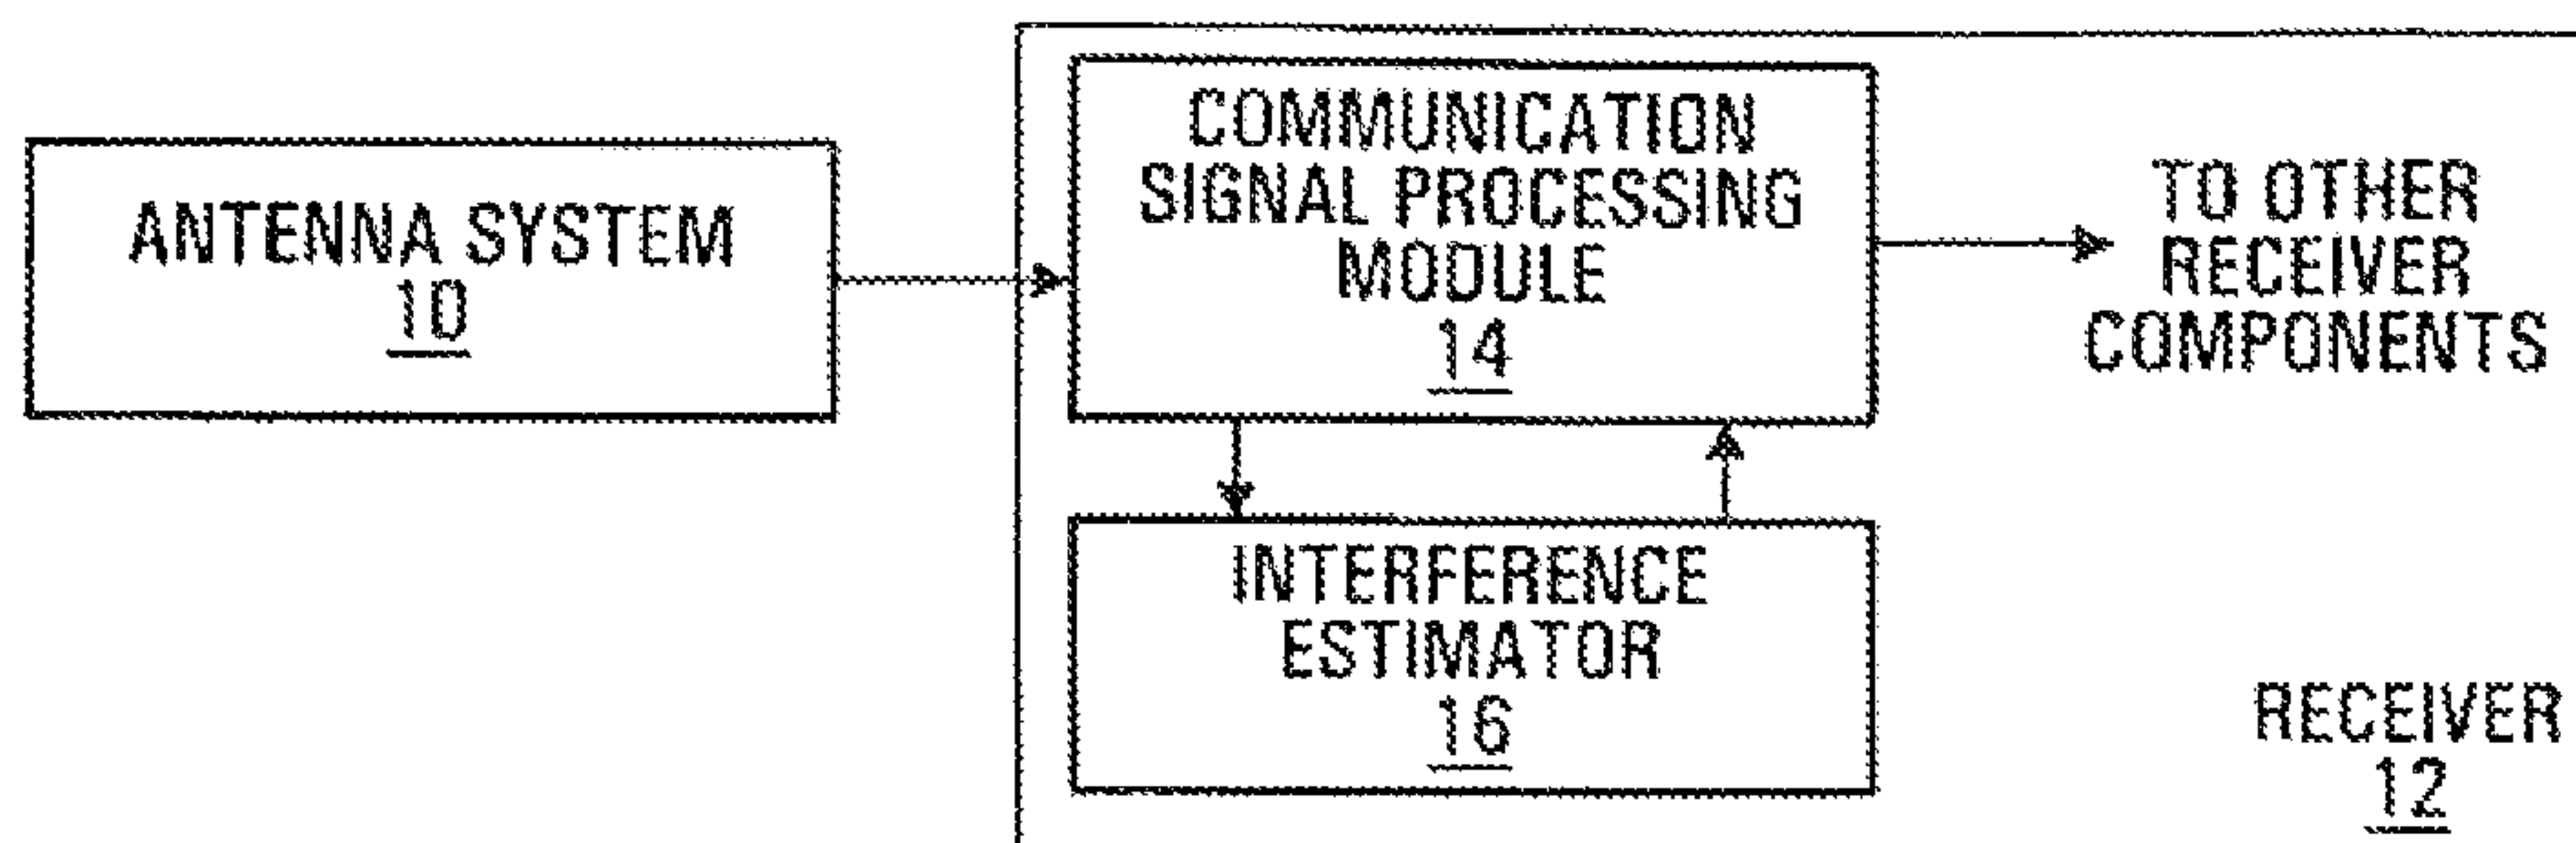 ANTENNA SYSTEM
10
COMMUNICATION
SIGNAL PROCESSING
MODULE
14
TO OTHER
RECEIVER
COMPONENTS
INTERFERENCE
ESTIMATOR
16
RECEIVER
12